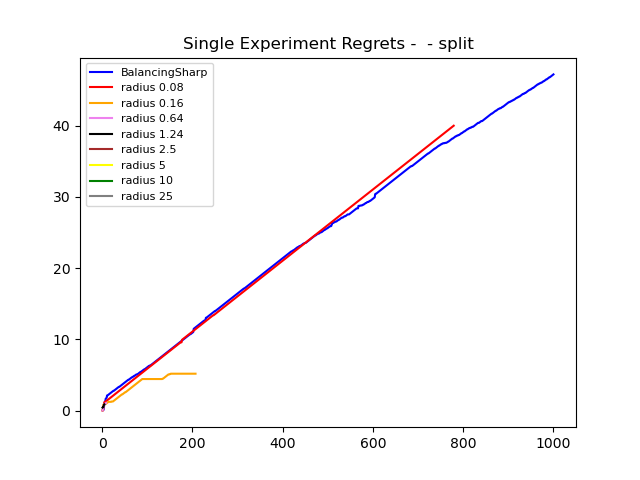 Single Experiment Regrets -  - split
BalancingSharp
radius 0.08
radius 0.16
radius 0.64
radius 1.24
radius 2.5
radius 5
radius 10
radius 25
40
30
20
10
0
0 200 400 600 800 1000